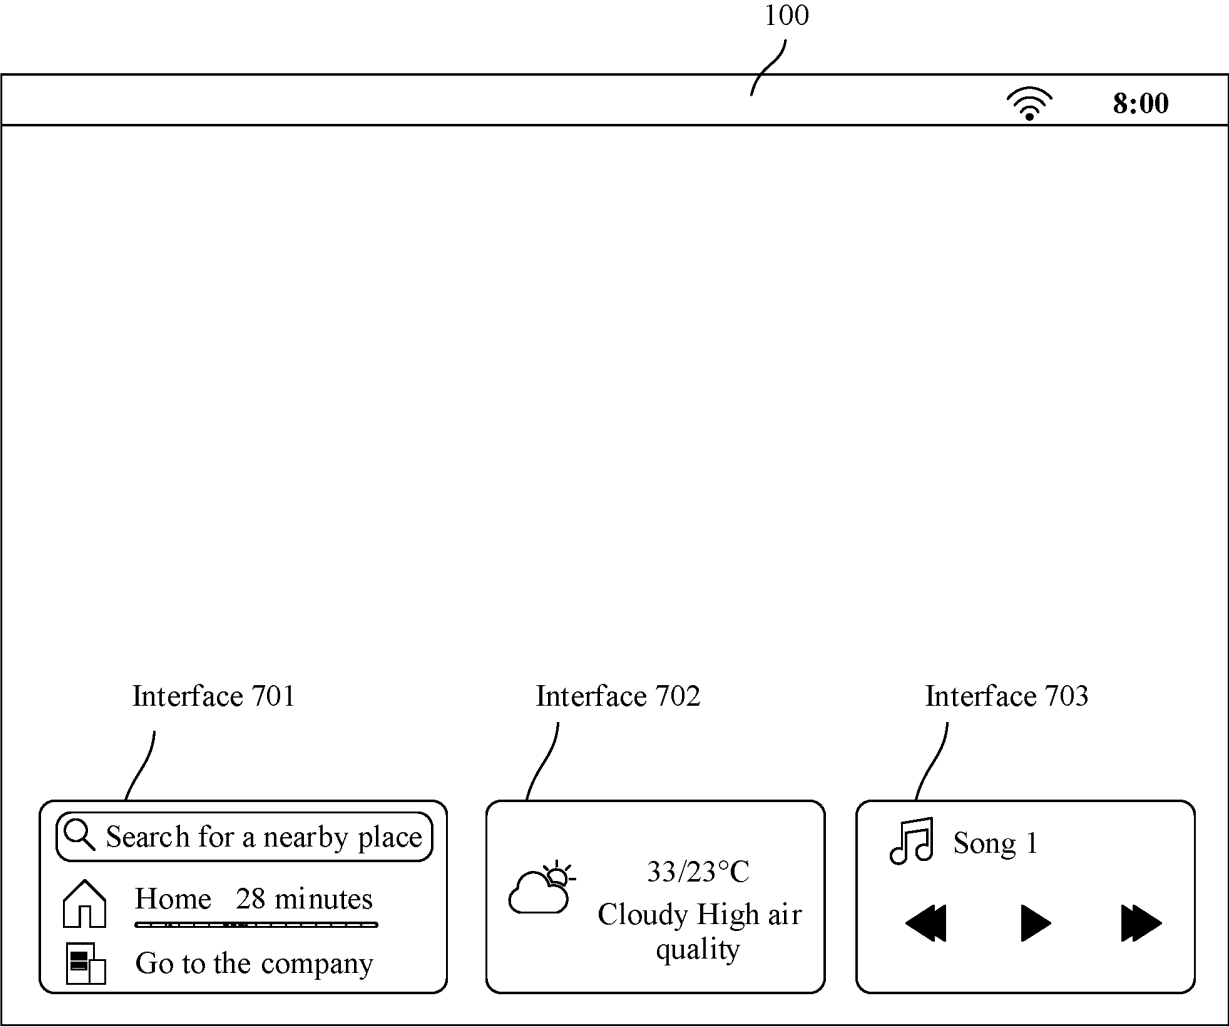 100
8:00
Interface 701
Interface 702
Interface 703
Search for a nearby place
Home 28 minutes
Go to the company
33/23°C
Cloudy High air
quality
Song 1